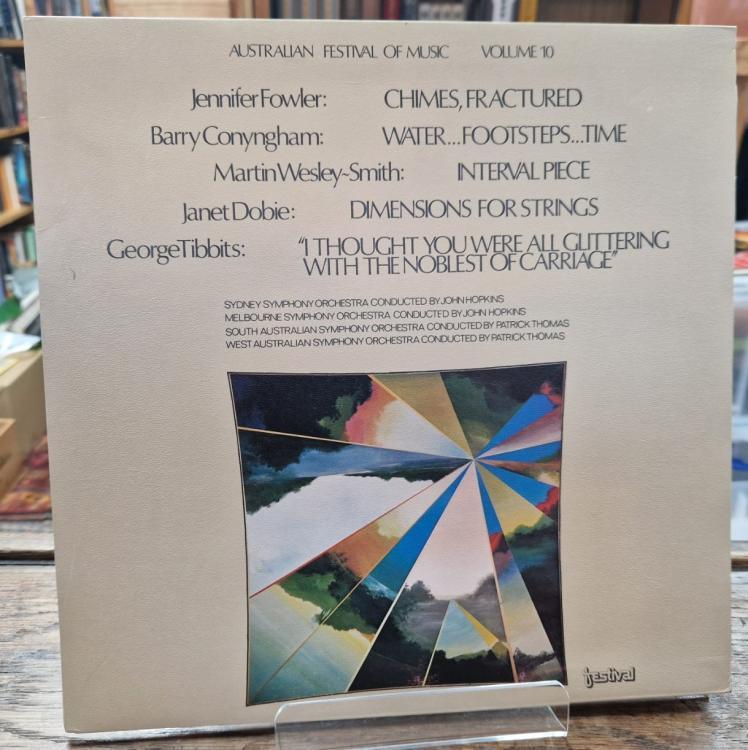 AUSTRALIAN FESTIVAL OF MUSIC VOLUME 10
Jennifer Fowler: CHIMES, FRACTURED
Barry Conyngham: WATER...FOOTSTEPS...TIME
Martin Wesley~Smith: INTERVAL PIECE
Janet Dobie: DIMENSIONS FOR STRINGS
George Tibbits: "I THOUGHT YOU WERE ALL GLITTERING
WITH THE NOBLEST OF CARRIAGE"
SYDNEY SYMPHONY ORCHESTRA CONDUCTED BY JOHN HOPKINS
MELBOURNE SYMPHONY ORCHESTRA CONDUCTED BY JOHN HOPKINS
SOUTH AUSTRALIAN SYMPHONY ORCHESTRA CONDUCTED BY PATRICK THOMAS
WEST AUSTRALIAN SYMPHONY ORCHESTRA CONDUCTED BY PATRICK THOMAS
festival